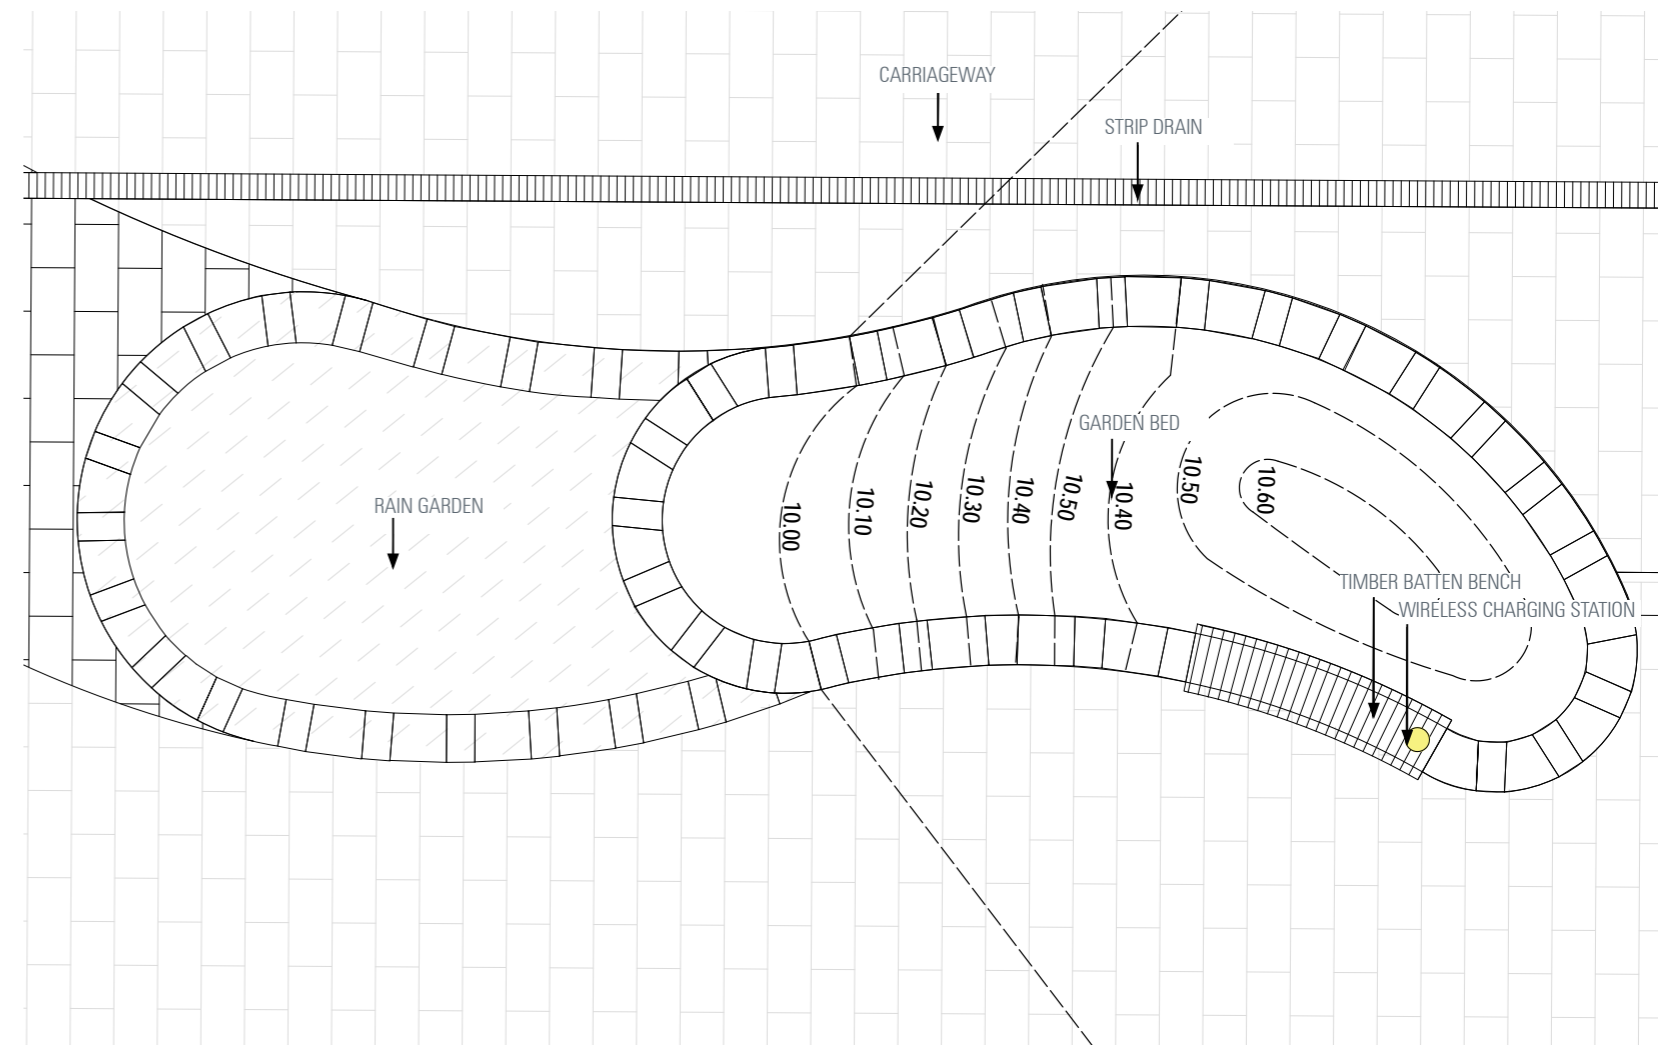 CARRIAGEWAY
STRIP DRAIN
GARDEN BED
RAIN GARDEN
10.00
10.10
10.20
10.30
10.40
10.50
10.40
10.50
10.60
TIMBER BATTEN BENCH
WIRELESS CHARGING STATION